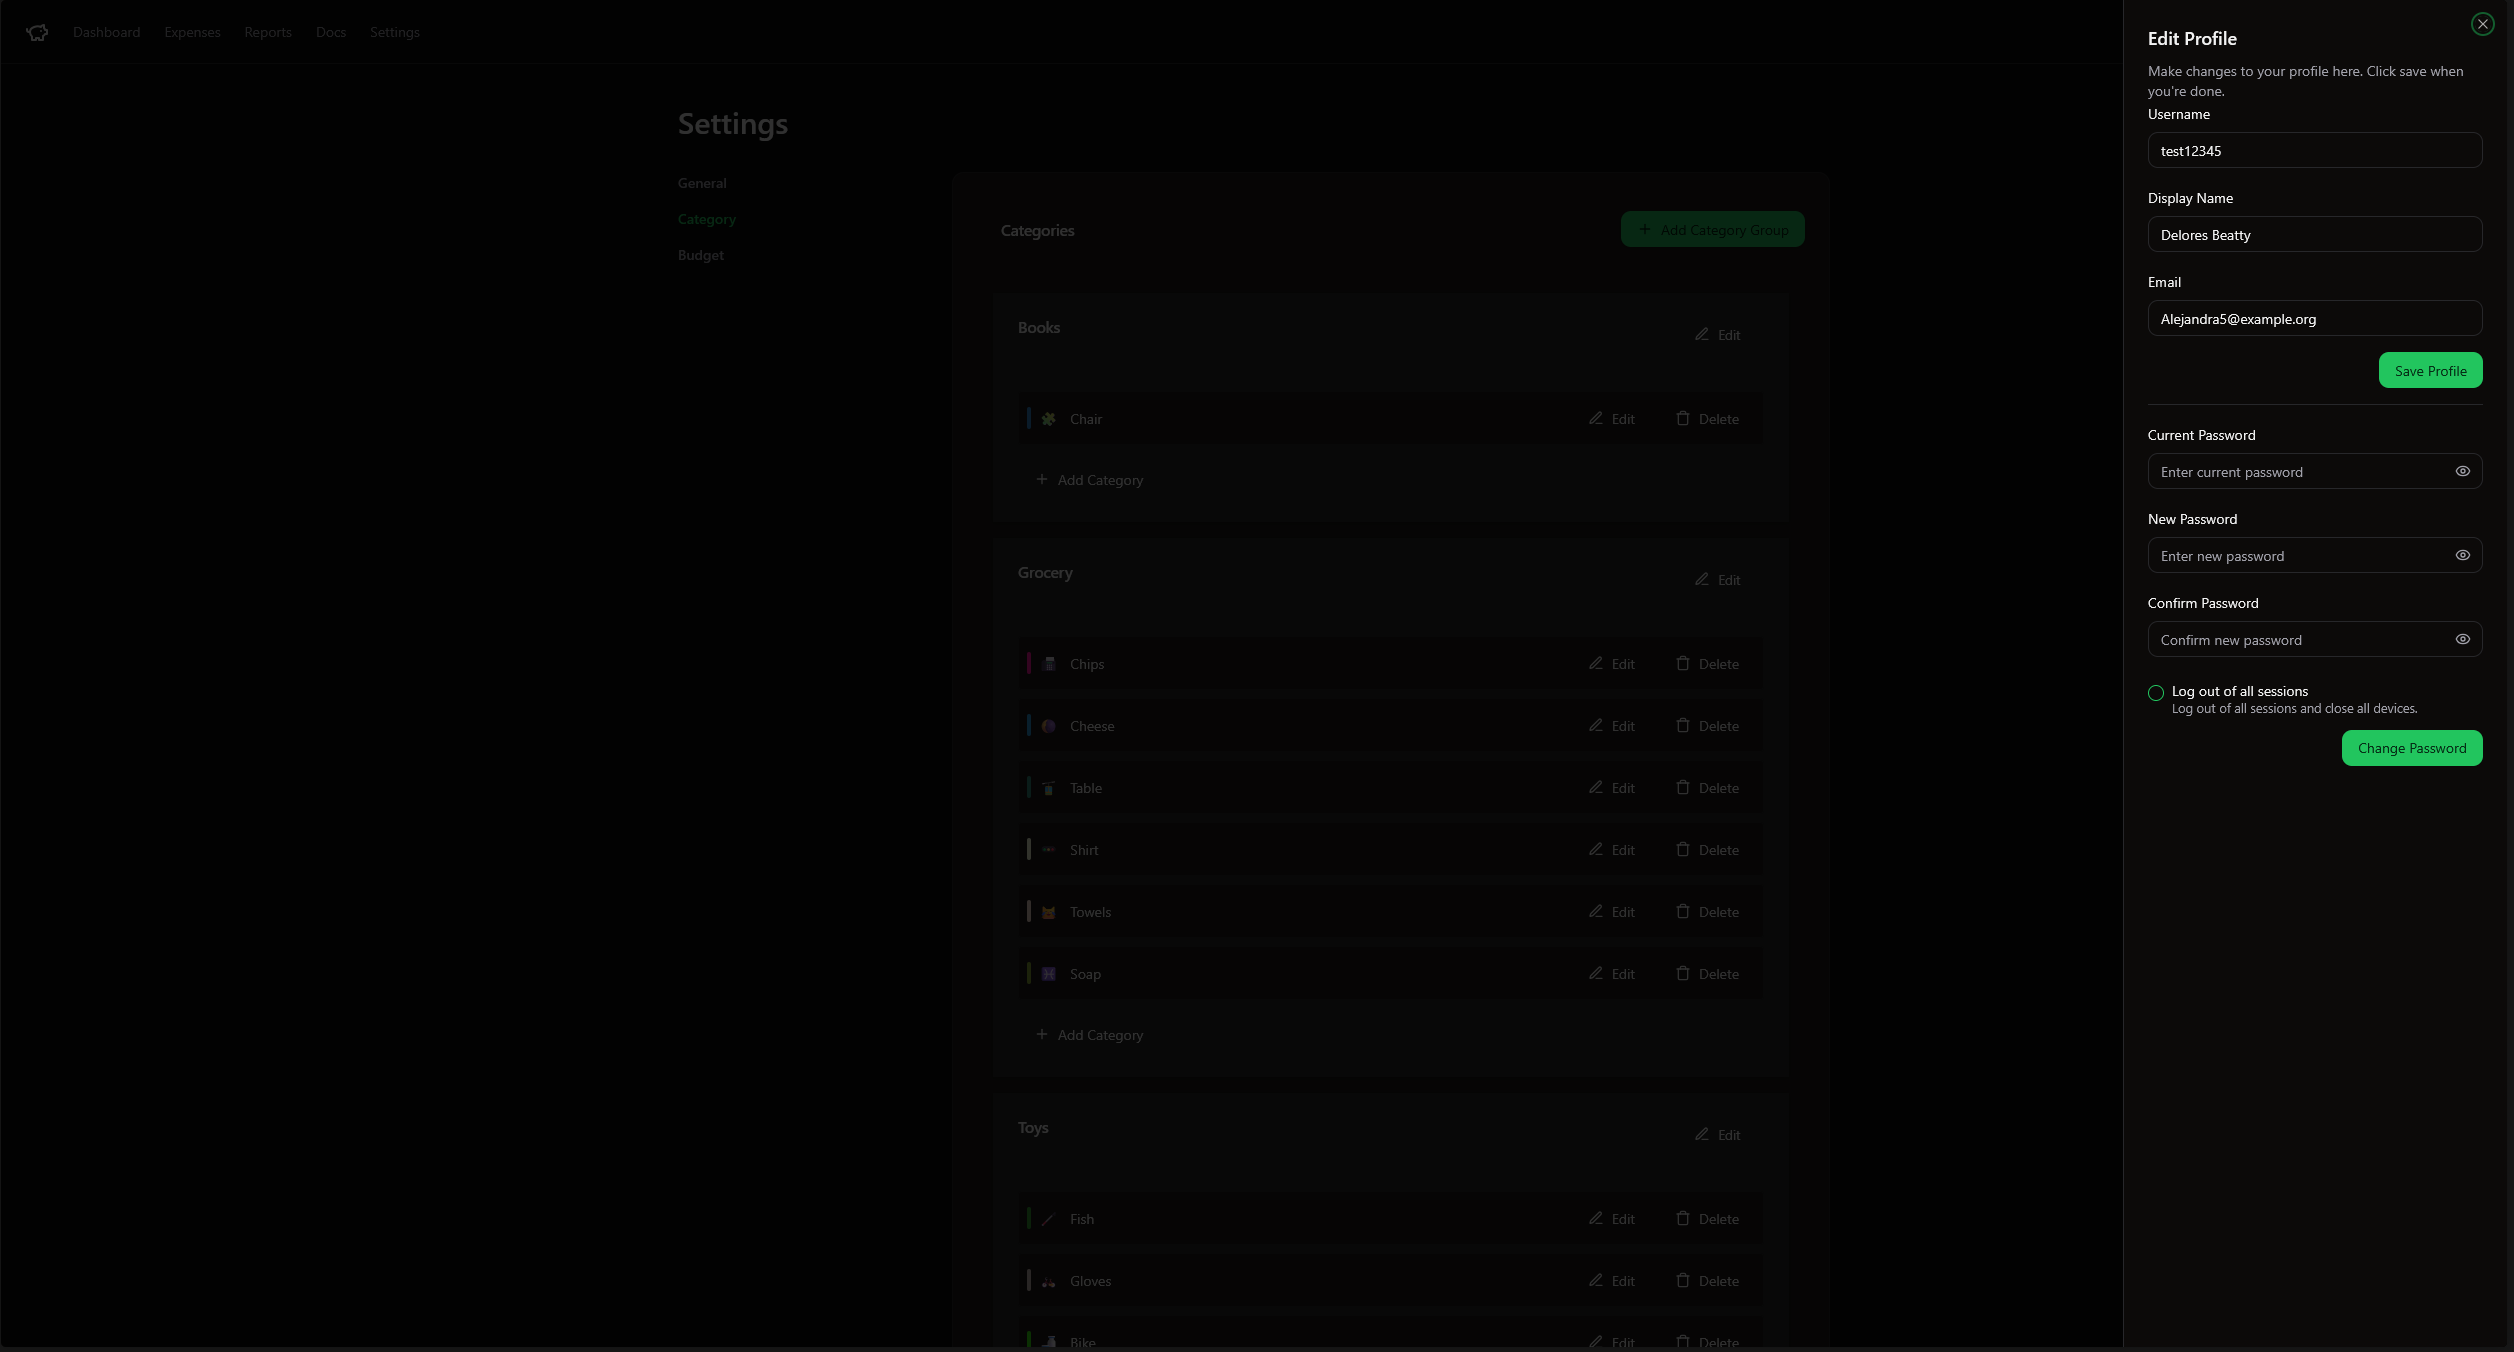 Dashboard
Expenses
Reports
Docs
Settings
Settings
General
Category
Budget
Categories
Add Category Group
Books
Edit
Chair
Edit
Delete
Add Category
Grocery
Edit
Chips
Edit
Delete
Cheese
Edit
Delete
Table
Edit
Delete
Shirt
Edit
Delete
Towels
Edit
Delete
Soap
Edit
Delete
Add Category
Toys
Edit
Fish
Edit
Delete
Gloves
Edit
Delete
Bike
Edit
Delete
Edit Profile
Make changes to your profile here. Click save when
you're done.
Username
test12345
Display Name
Delores Beatty
Email
Alejandra5@example.org
Save Profile
Current Password
Enter current password
New Password
Enter new password
Confirm Password
Confirm new password
Log out of all sessions
Log out of all sessions and close all devices.
Change Password